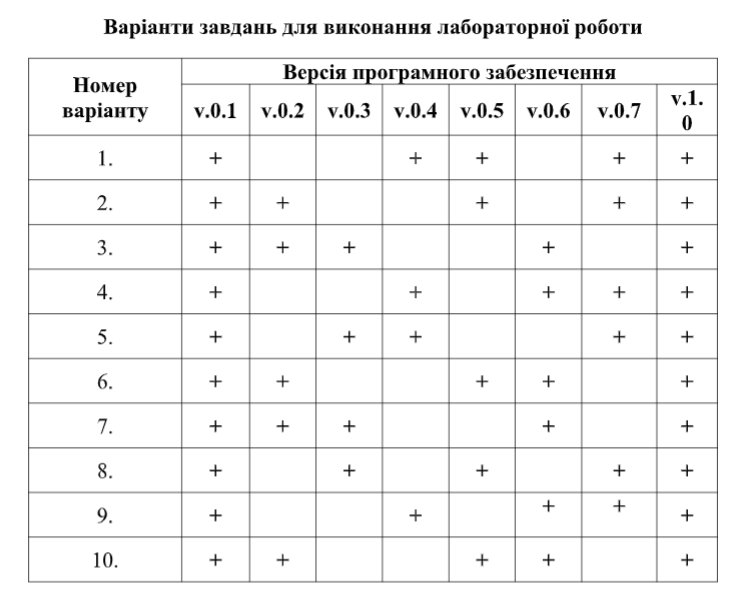 Варіанти завдань для виконання лабораторної роботи
Номер варіанту Версія програмного забезпечення
v.0.1 v.0.2 v.0.3 v.0.4 v.0.5 v.0.6 v.0.7 v.1.0
1. + + + + +
2. + + + + +
3. + + + + +
4. + + + + +
5. + + + + +
6. + + + + +
7. + + + + +
8. + + + + +
9. + + + + +
10. + + + + +